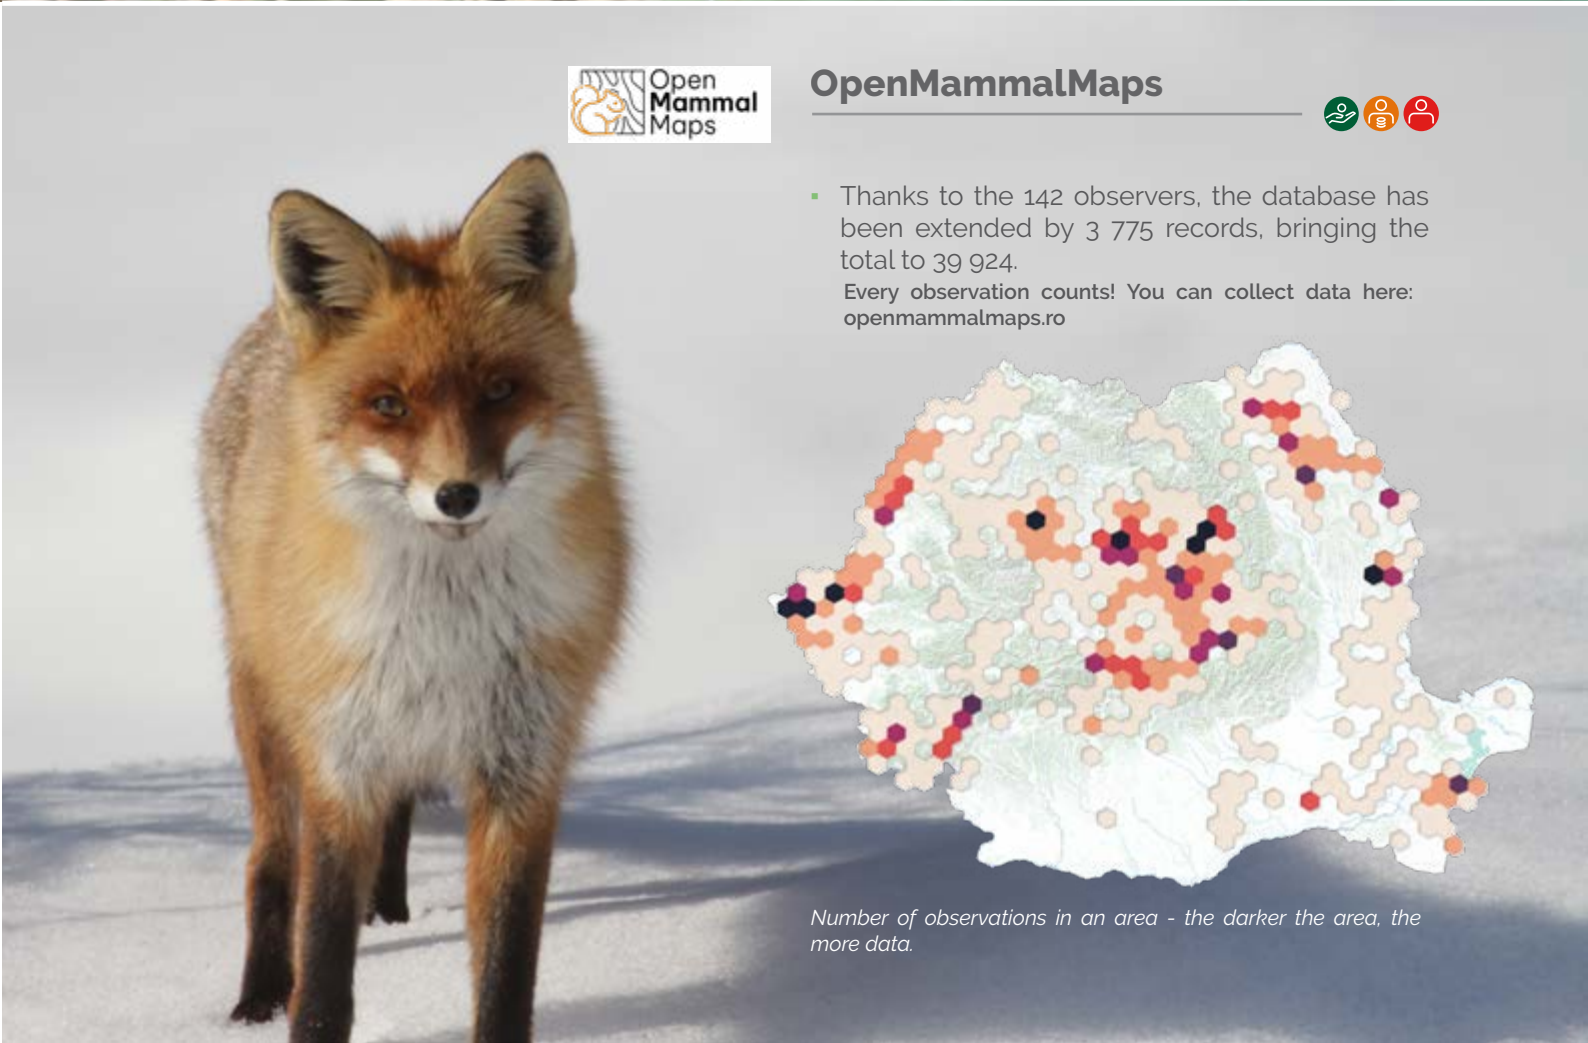 Open
Mammal
Maps
OpenMammalMaps
▪ Thanks to the 142 observers, the database has
been extended by 3 775 records, bringing the
total to 39 924.
Every observation counts! You can collect data here:
openmammalmaps.ro
Number of observations in an area - the darker the area, the
more data.